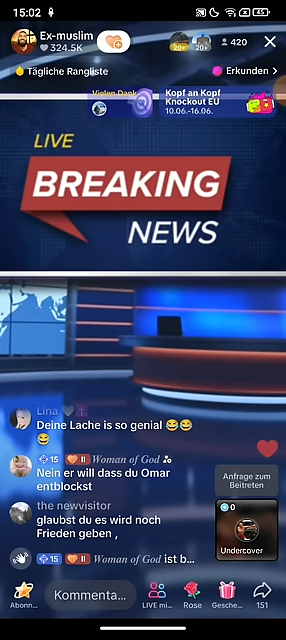 15:02
45
Ex-muslim
324.5K
20+
20+
420
Tägliche Rangliste
Erkunden
Vielen Dank
Kopf an Kopf
Knockout EU
10.06.-16.06.
LIVE
BREAKING
NEWS
Lina
Deine Lache is so genial 😂😂
😂
15 II Woman of God
Nein er will dass du Omar
entblockst
Anfrage zum
Beitreten
the newvisitor
glaubst du es wird noch
Frieden geben ,
0
Undercover
15 II Woman of God ist b...
Abonn...
Kommenta...
LIVE mi...
Rose
Gesche...
151